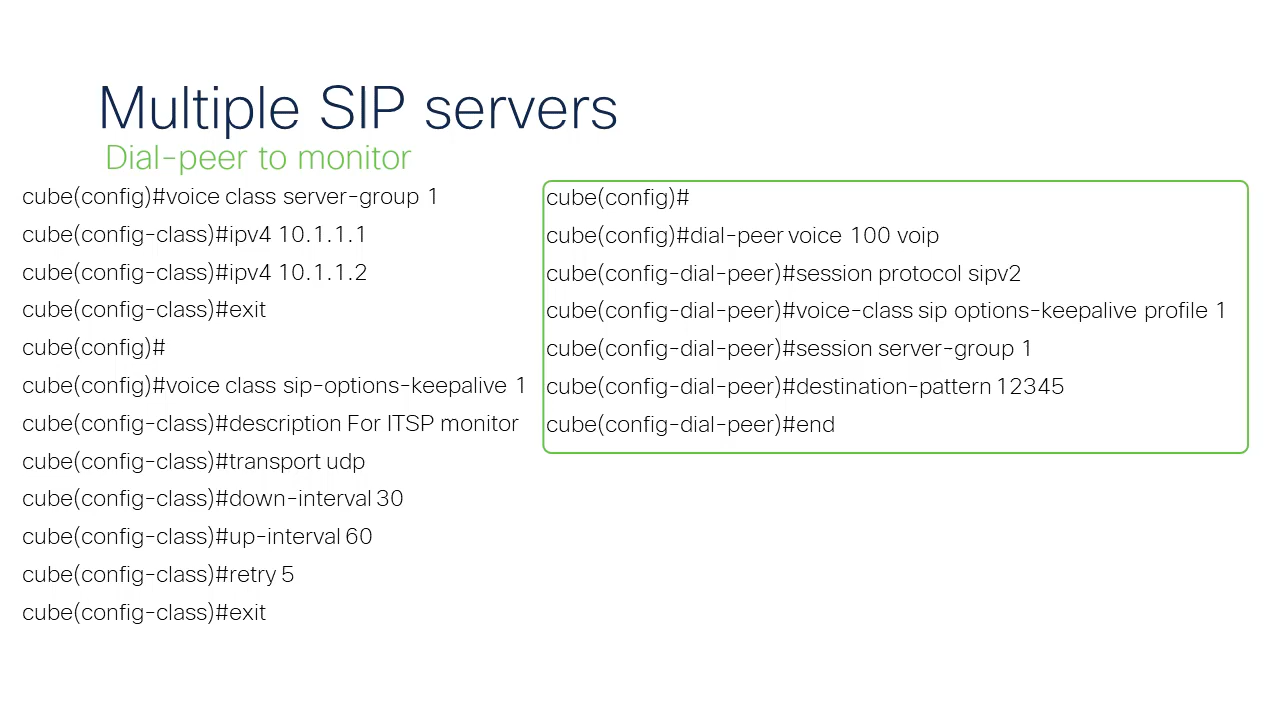 Multiple SIP servers
Dial-peer to monitor
cube(config)#voice class server-group 1
cube(config-class)#ipv4 10.1.1.1
cube(config-class)#ipv4 10.1.1.2
cube(config-class)#exit
cube(config)#
cube(config)#voice class sip-options-keepalive 1
cube(config-class)#description For ITSP monitor
cube(config-class)#transport udp
cube(config-class)#down-interval 30
cube(config-class)#up-interval 60
cube(config-class)#retry 5
cube(config-class)#exit
cube(config)#
cube(config)#dial-peer voice 100 voip
cube(config-dial-peer)#session protocol sipv2
cube(config-dial-peer)#voice-class sip options-keepalive profile 1
cube(config-dial-peer)#session server-group 1
cube(config-dial-peer)#destination-pattern 12345
cube(config-dial-peer)#end